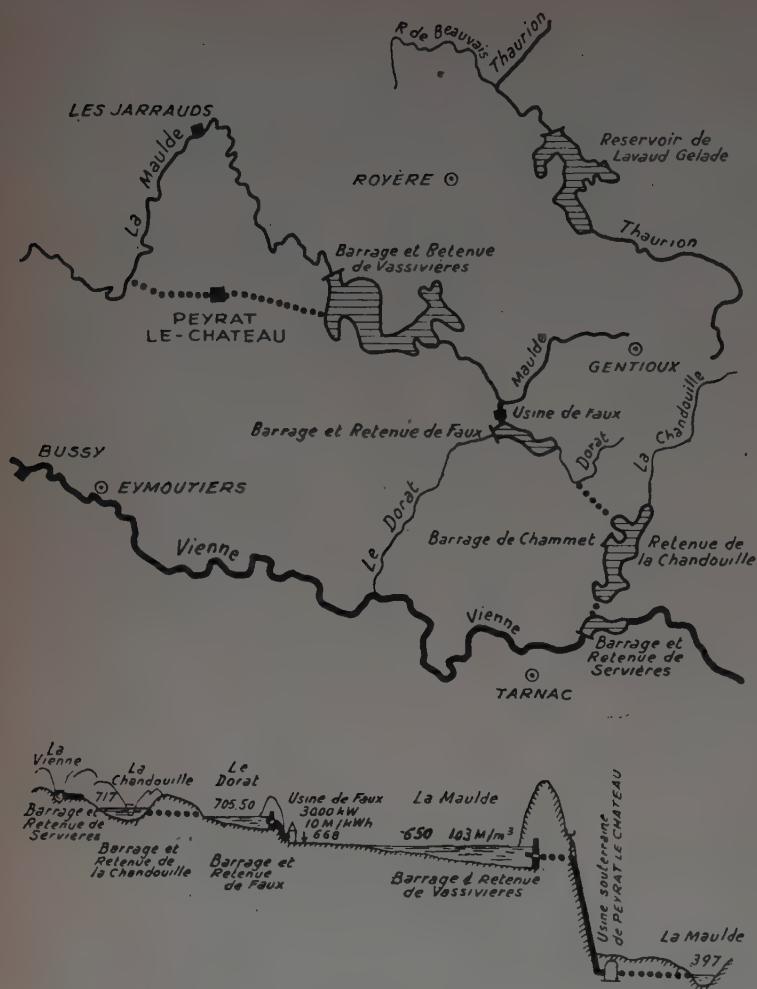 R de Beauvais
Thaurion
LES JARRAUDS
La Maulde
Reservoir de
Lavaud Gelade
ROYÈRE
Thaurion
Barrage et Retenue
de Vassivières
PEYRAT
LE-CHATEAU
Maulde
GENTIOUX
Usine de Faux
Barrage et Retenue de Faux
Dorat
La Chandouille
BUSSY
EYMOUTIERS
Le Dorat
Barrage de Chammet
Retenue de
la Chandouille
Vienne
Vienne
Barrage et
Retenue de
Servières
TARNAC
La
Vienne
La
Chandouille
717
Le
Dorat
705.50
Usine de Faux
3000 kW
10 M/kWh
668
La Maulde
-650 103 M/m³
Barrage et
Retenue de
Servières
Barrage et
Retenue de
la Chandouille
Barrage et
Retenue
de Faux
Barrage & Retenue
de Vassivières
Usine souterraine
de PEYRAT LE CHATEAU
La Maulde
397